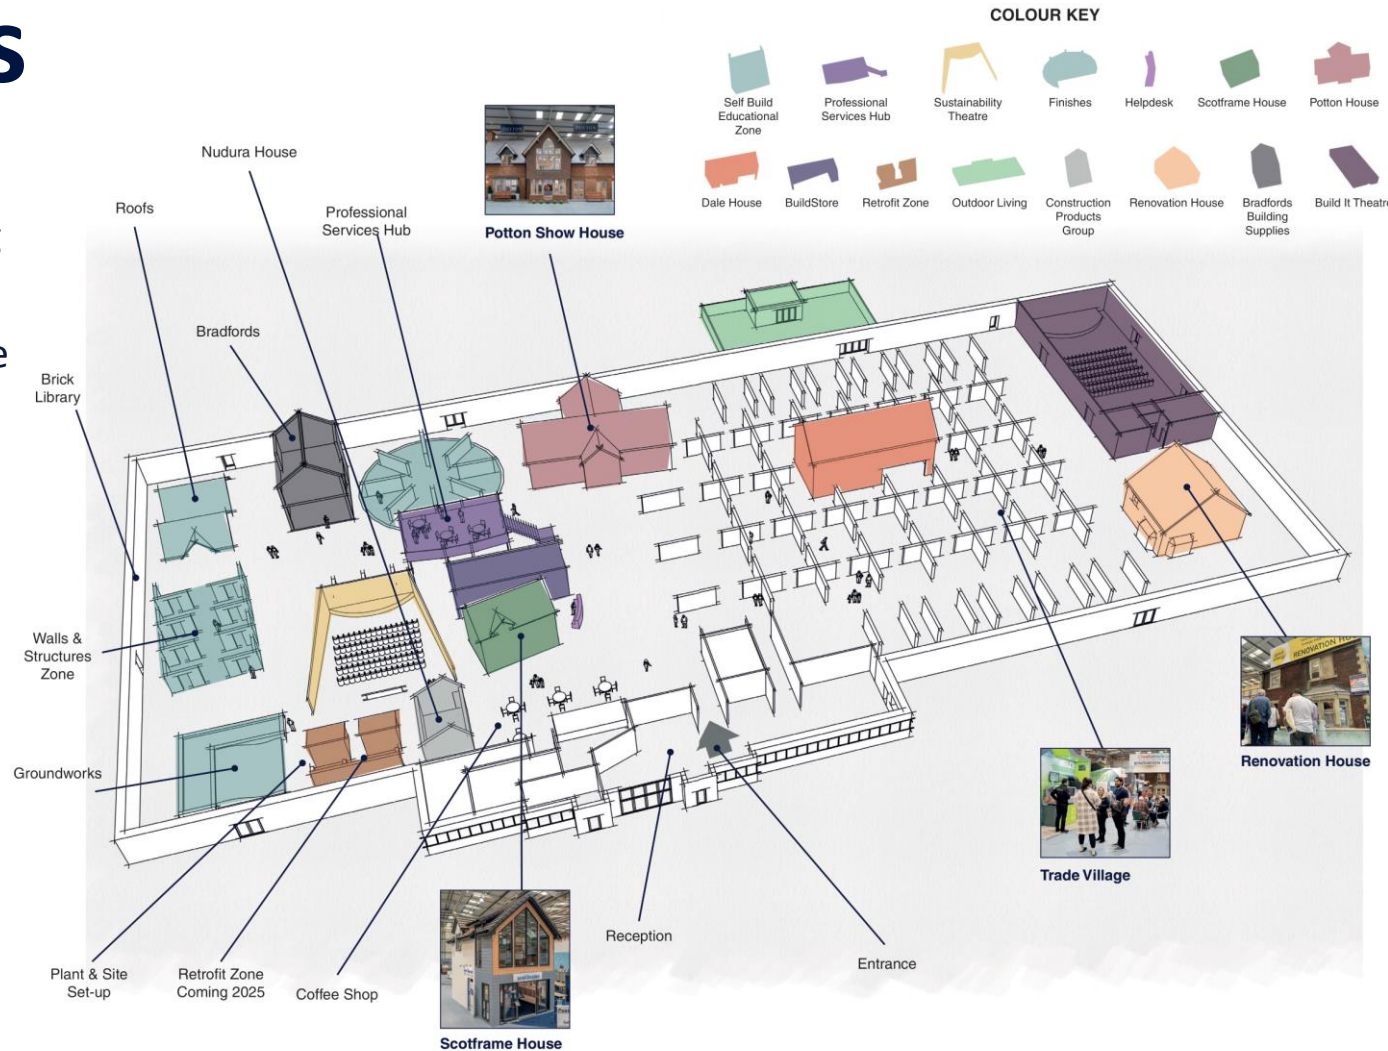 s
COLOUR KEY
Self Build
Educational
Zone
Professional
Services Hub
Sustainability
Theatre
Finishes
Helpdesk
Scotframe House
Potton House
Dale House
BuildStore
Retrofit Zone
Outdoor Living
Construction
Products
Group
Renovation House
Bradfords
Building
Supplies
Build It Theatre
Nudura House
Roofs
Professional
Services Hub
Potton Show House
Bradfords
e
Brick
Library
Walls &
Structures
Zone
Groundworks
RENOVATION HO
Renovation House
Trade Village
Plant & Site
Set-up
Retrofit Zone
Coming 2025
Coffee Shop
Reception
Entrance
Scotframe House